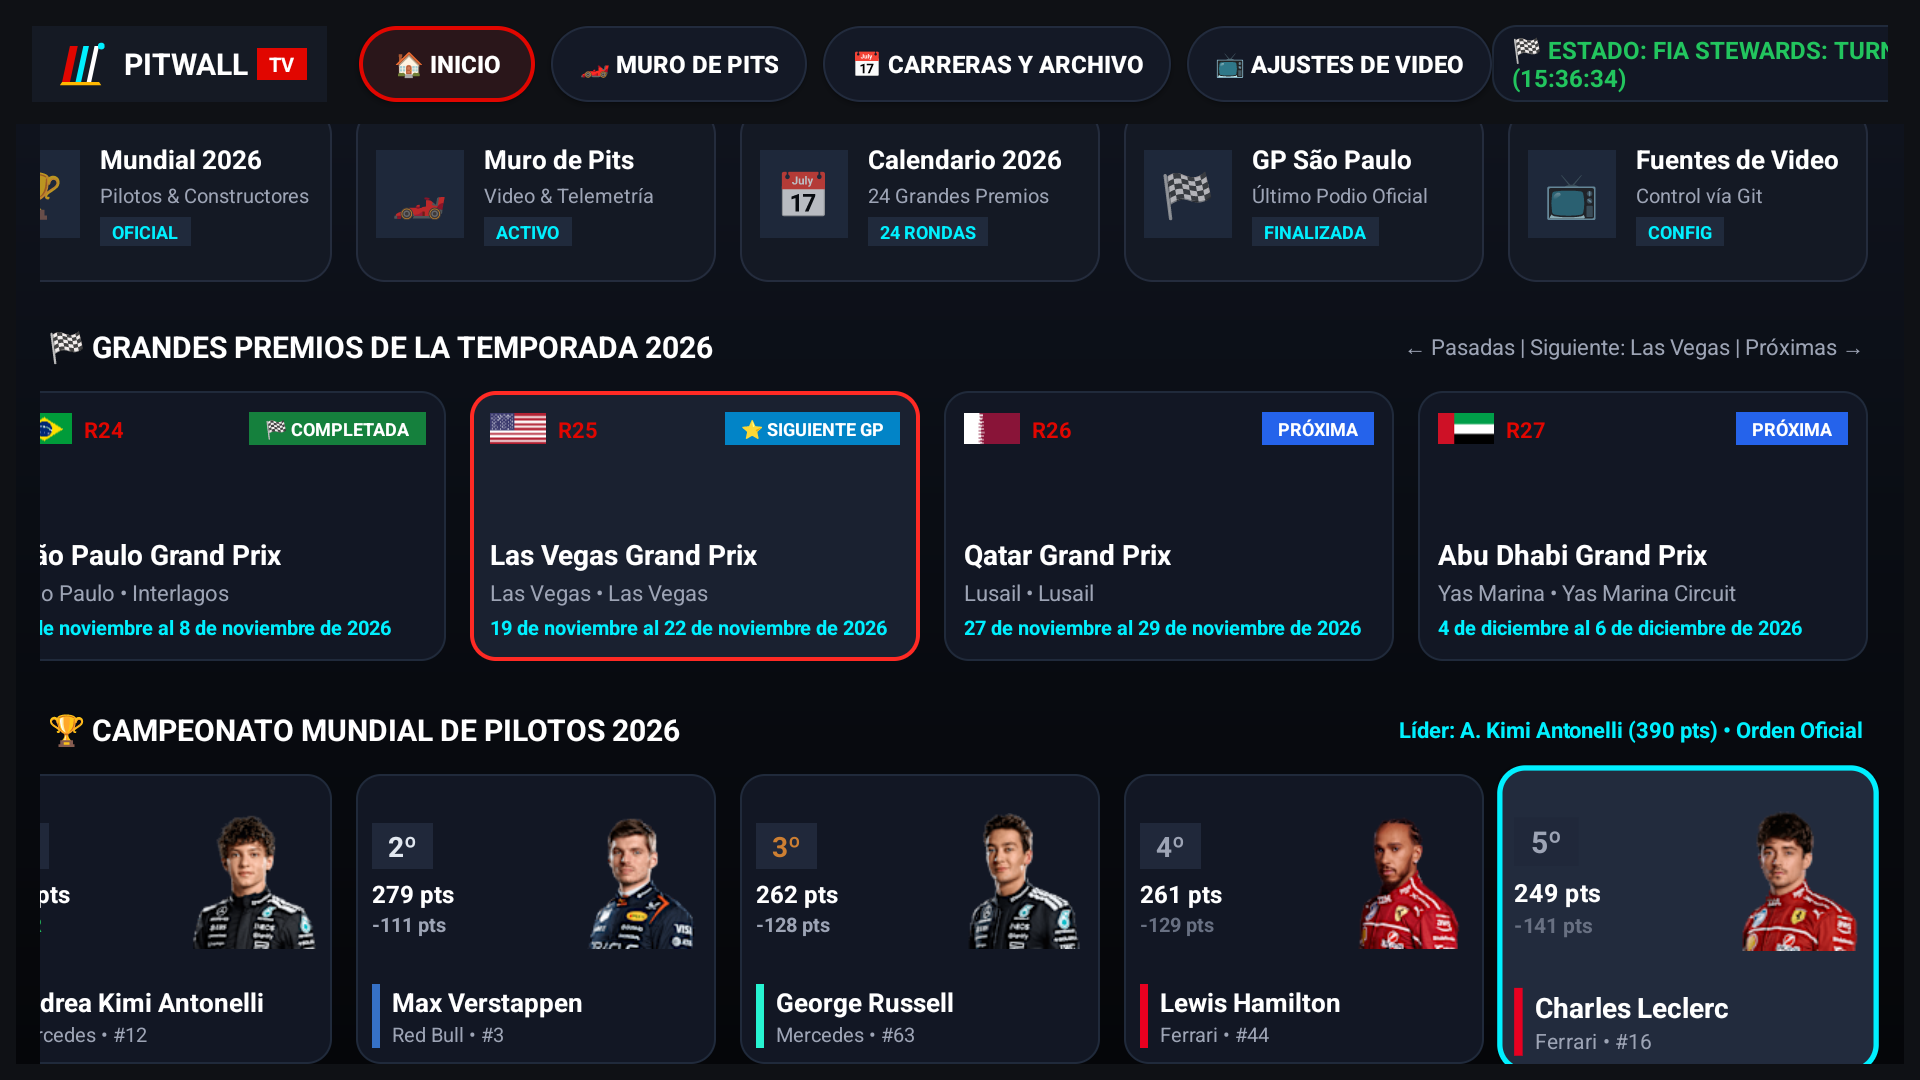 PITWALL TV
🏠 INICIO
🏎️ MURO DE PITS
📅 CARRERAS Y ARCHIVO
📺 AJUSTES DE VIDEO
🏁 ESTADO: FIA STEWARDS: TURN
(15:36:34)
Mundial 2026
Pilotos & Constructores
OFICIAL
Muro de Pits
Video & Telemetría
ACTIVO
July
17
Calendario 2026
24 Grandes Premios
24 RONDAS
GP São Paulo
Último Podio Oficial
FINALIZADA
Fuentes de Video
Control vía Git
CONFIG
🏁 GRANDES PREMIOS DE LA TEMPORADA 2026
← Pasadas | Siguiente: Las Vegas | Próximas →
R24
🏁 COMPLETADA
ão Paulo Grand Prix
o Paulo • Interlagos
de noviembre al 8 de noviembre de 2026
R25
⭐ SIGUIENTE GP
Las Vegas Grand Prix
Las Vegas • Las Vegas
19 de noviembre al 22 de noviembre de 2026
R26
PRÓXIMA
Qatar Grand Prix
Lusail • Lusail
27 de noviembre al 29 de noviembre de 2026
R27
PRÓXIMA
Abu Dhabi Grand Prix
Yas Marina • Yas Marina Circuit
4 de diciembre al 6 de diciembre de 2026
🏆 CAMPEONATO MUNDIAL DE PILOTOS 2026
Líder: A. Kimi Antonelli (390 pts) • Orden Oficial
pts
drea Kimi Antonelli
rcedes • #12
2º
279 pts
-111 pts
Max Verstappen
Red Bull • #3
3º
262 pts
-128 pts
George Russell
Mercedes • #63
4º
261 pts
-129 pts
Lewis Hamilton
Ferrari • #44
5º
249 pts
-141 pts
Charles Leclerc
Ferrari • #16